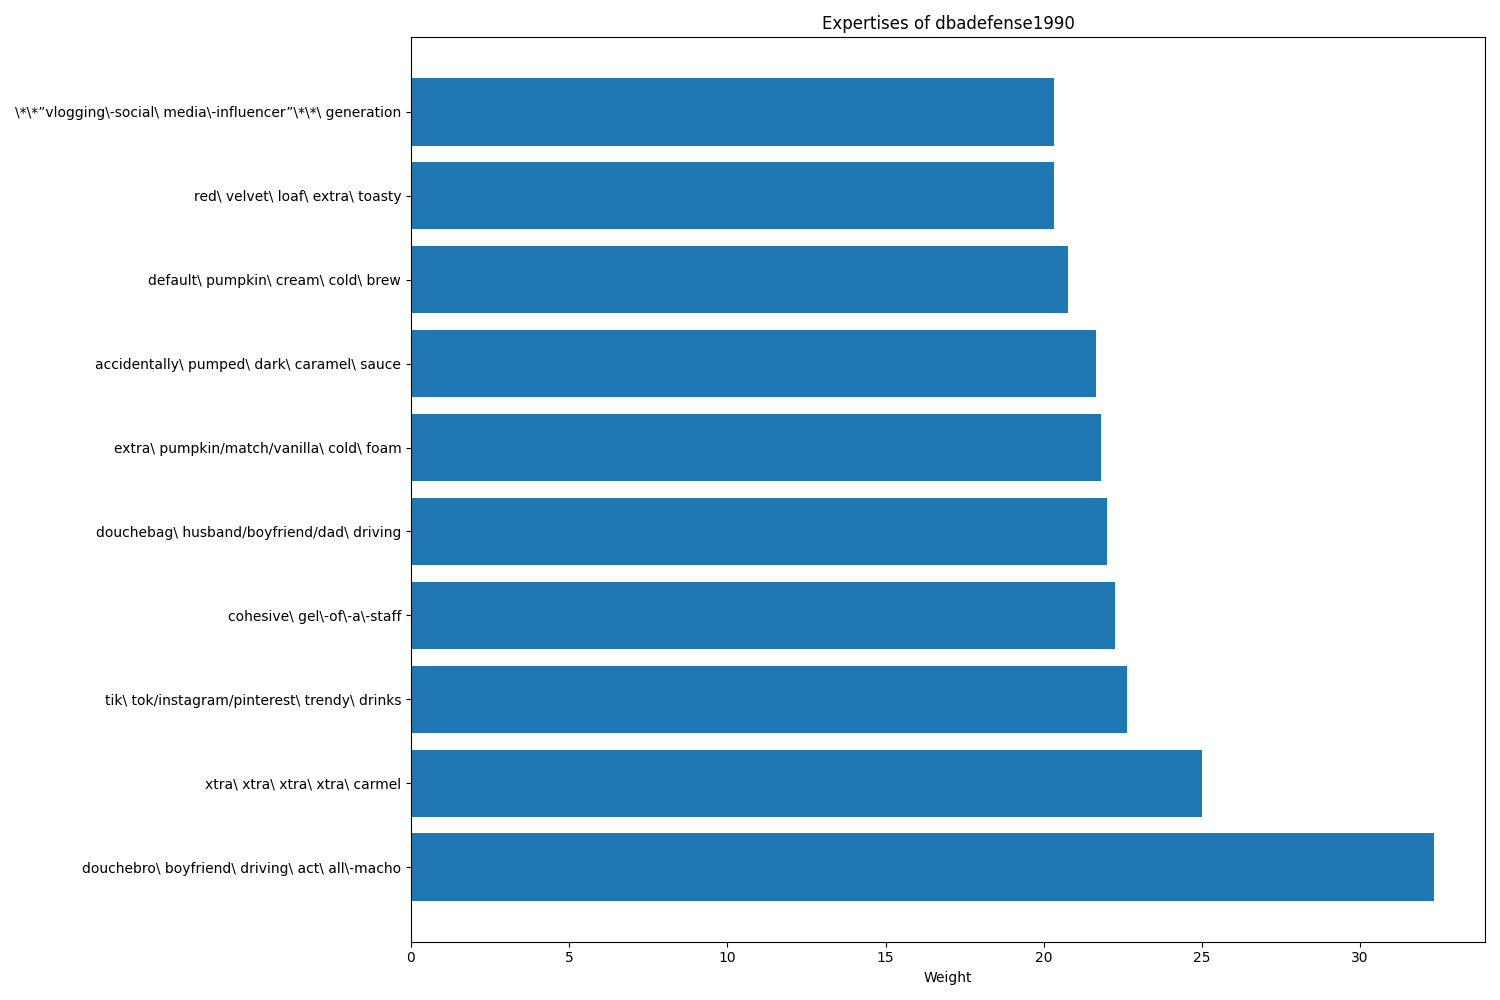 Expertises of dbadefense1990
\*\*”vlogging\-social\ media\-influencer”\*\*\ generation
red\ velvet\ loaf\ extra\ toasty
default\ pumpkin\ cream\ cold\ brew
accidentally\ pumped\ dark\ caramel\ sauce
extra\ pumpkin/match/vanilla\ cold\ foam
douchebag\ husband/boyfriend/dad\ driving
cohesive\ gel\-of\-a\-staff
tik\ tok/instagram/pinterest\ trendy\ drinks
xtra\ xtra\ xtra\ xtra\ carmel
douchebro\ boyfriend\ driving\ act\ all\-macho
0 5 10 15 20 25 30
Weight